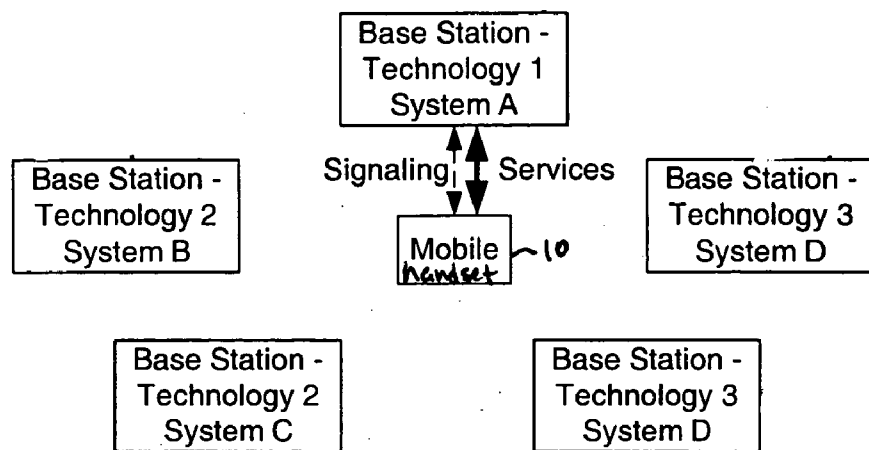 Base Station -
Technology 1
System A
Signaling
Services
Base Station -
Technology 2
System B
Mobile
handset
10
Base Station -
Technology 3
System D
Base Station -
Technology 2
System C
Base Station -
Technology 3
System D